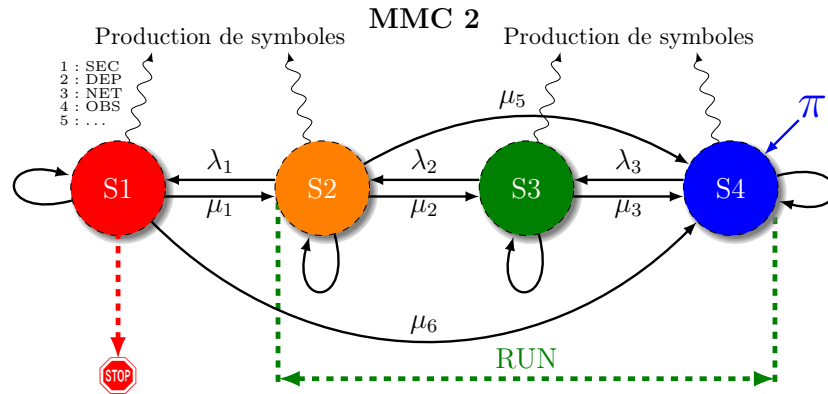 MMC 2
Production de symboles
Production de symboles
1 : SEC
2 : DEP
3 : NET
4 : OBS
5 : ...
μ5
π
λ1
λ2
λ3
S1
S2
S3
S4
μ1
μ2
μ3
μ6
RUN
STOP